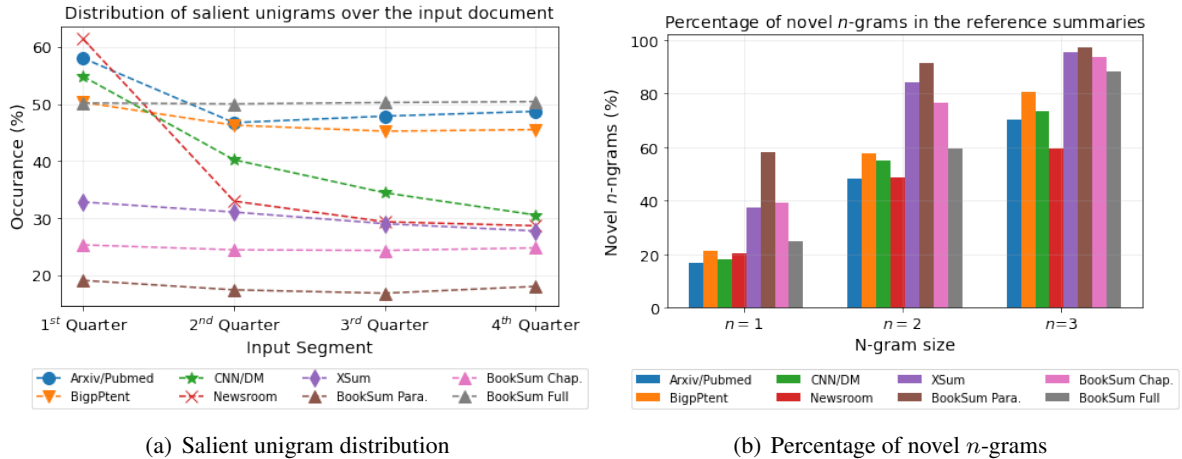 Distribution of salient unigrams over the input document
Occurance (%)
60
50
40
30
20
1st Quarter 2nd Quarter 3rd Quarter 4th Quarter
Input Segment
Arxiv/Pubmed CNN/DM XSum BookSum Chap.
BigpPtent Newsroom BookSum Para. BookSum Full
(a) Salient unigram distribution
Percentage of novel n-grams in the reference summaries
Novel n-ngrams (%)
100
80
60
40
20
0
n = 1 n = 2 n=3
N-gram size
Arxiv/Pubmed CNN/DM XSum BookSum Chap.
BigpPtent Newsroom BookSum Para. BookSum Full
(b) Percentage of novel n-grams